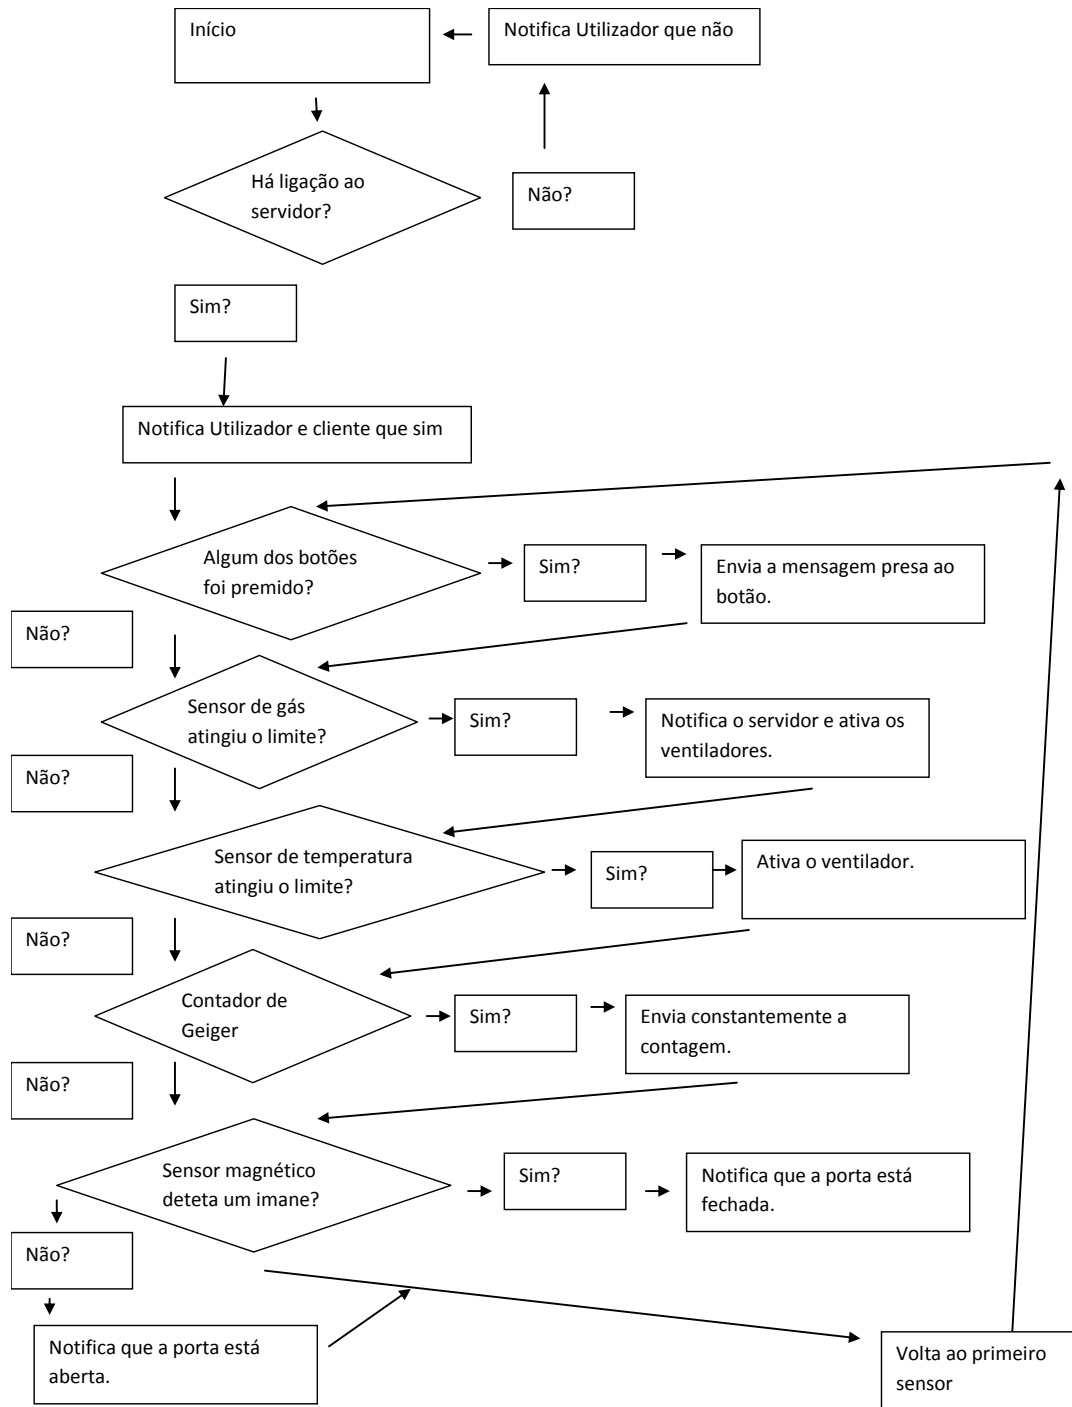 Início
Notifica Utilizador que não
Há ligação ao
servidor?
Não?
Sim?
Notifica Utilizador e cliente que sim
Algum dos botões
foi premido?
Sim?
Envia a mensagem presa ao
botão.
Não?
Sensor de gás
atingiu o limite?
Sim?
Notifica o servidor e ativa os
ventiladores.
Não?
Sensor de temperatura
atingiu o limite?
Sim?
Ativa o ventilador.
Não?
Contador de
Geiger
Sim?
Envia constantemente a
contagem.
Não?
Sensor magnético
deteta um imane?
Sim?
Notifica que a porta está
fechada.
Não?
Notifica que a porta está
aberta.
Volta ao primeiro
sensor